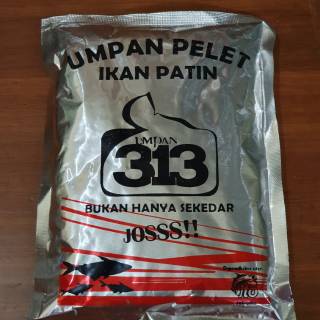 UMPAN PELET
IKAN PATIN
UMPAN
313
BUKAN HANYA SEKEDAR
JOSSS!!